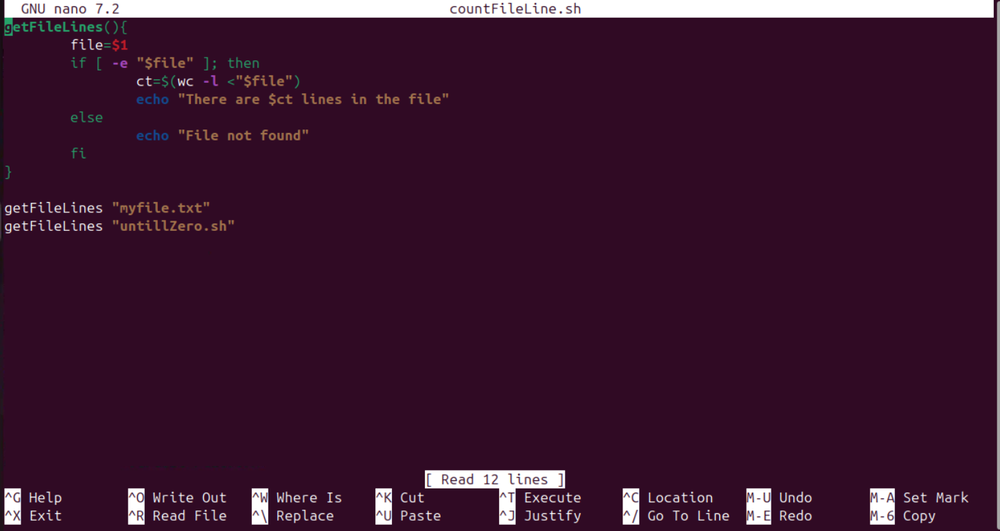 GNU nano 7.2 countFileLine.sh
getFileLines(){
        file=$1
        if [ -e "$file" ]; then
                ct=$(wc -l <"$file")
                echo "There are $ct lines in the file"
        else
                echo "File not found"
        fi
}

getFileLines "myfile.txt"
getFileLines "untillZero.sh"
[ Read 12 lines ]
^G Help ^O Write Out ^W Where Is ^K Cut ^T Execute ^C Location M-U Undo M-A Set Mark
^X Exit ^R Read File ^\ Replace ^U Paste ^J Justify ^/ Go To Line M-E Redo M-6 Copy